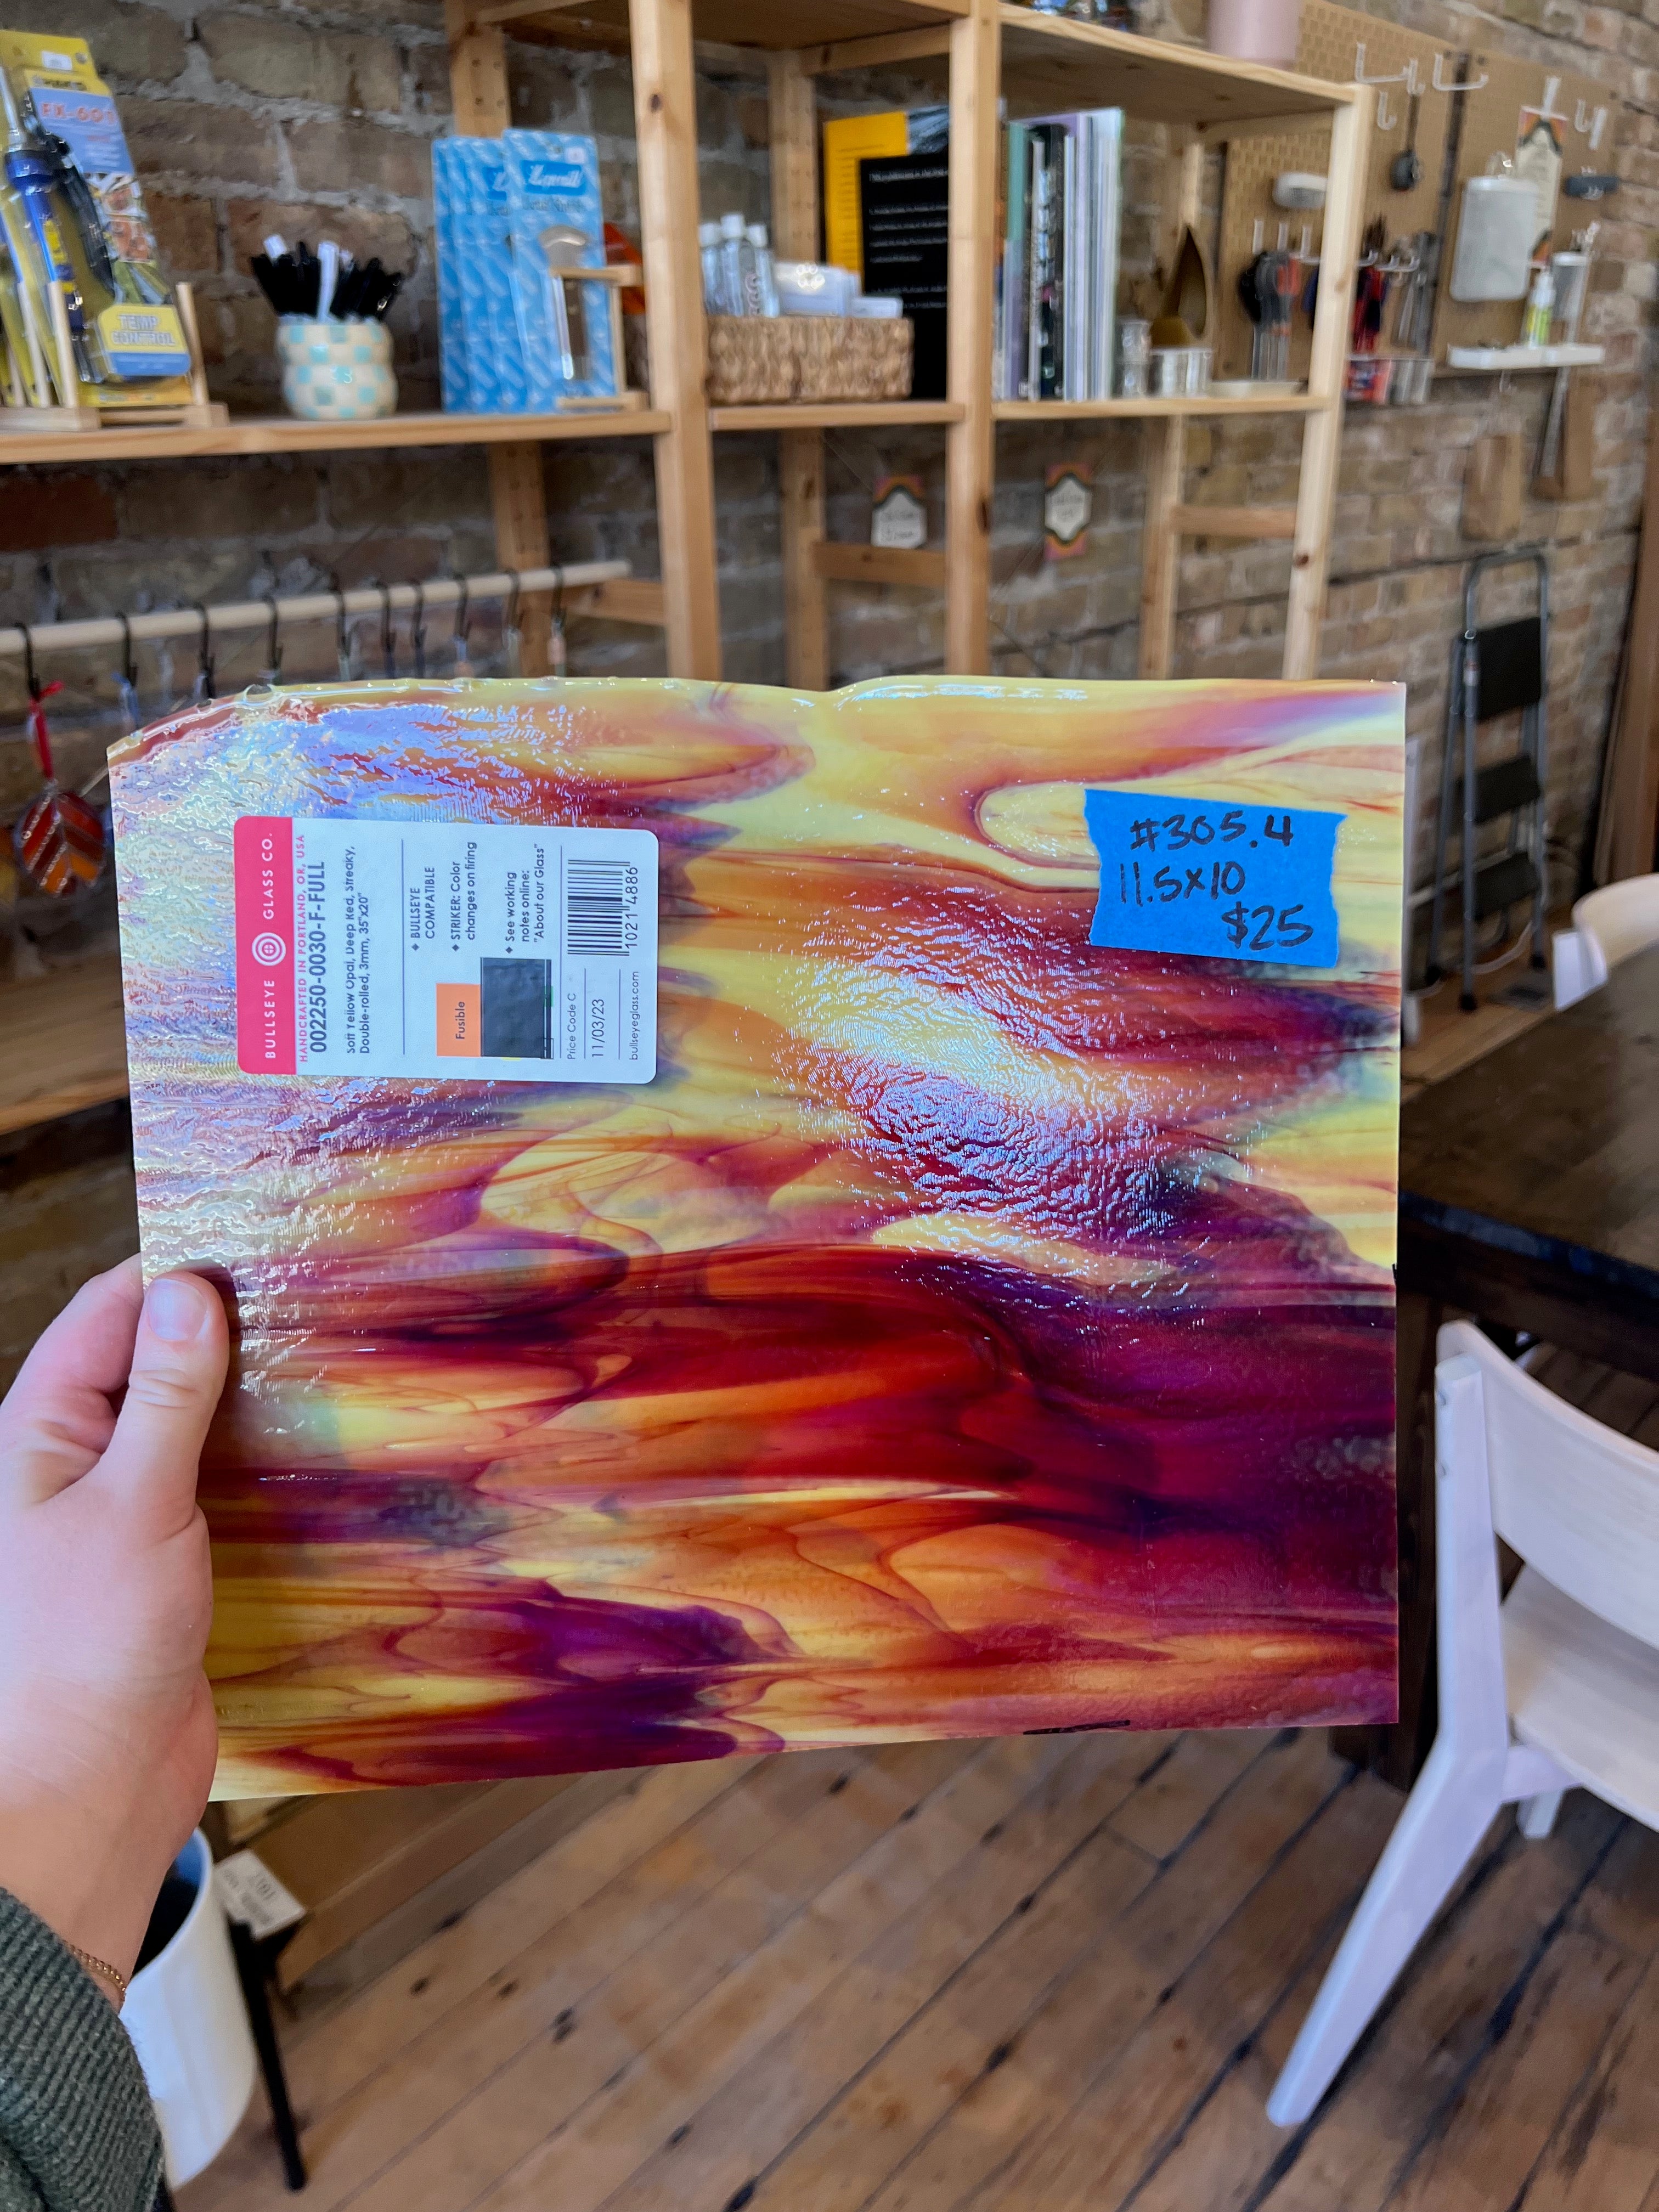 FX-601
TEMP
CONTROL
#305.4
11.5x10
$25
BULLSEYE GLASS CO.
HANDCRAFTED IN PORTLAND, OR, USA
002250-0030-F-FULL
Soft Yellow Opal, Deep Red, Streaky,
Double-rolled, 3mm, 35"x20"
◆ BULLSEYE
COMPATIBLE
◆ STRIKER: Color
changes on firing
◆ See working
notes online:
"About our Glass"
Fusible
Price Code C
11/03/23
bullseyeglass.com
1021 4886